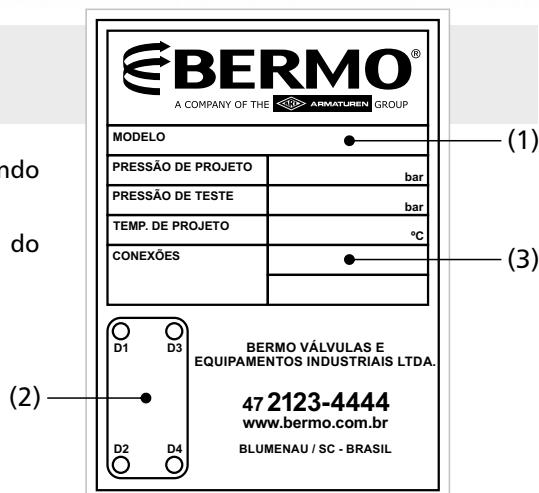 BERMO®
A COMPANY OF THE ARI ARMATUREN GROUP
MODELO
(1)
ndo
PRESSÃO DE PROJETO bar
PRESSÃO DE TESTE bar
do
TEMP. DE PROJETO ºC
CONEXÕES
(3)
D1 D3
BERMO VÁLVULAS E
EQUIPAMENTOS INDUSTRIAIS LTDA.
(2)
47 2123-4444
www.bermo.com.br
D2 D4
BLUMENAU / SC - BRASIL